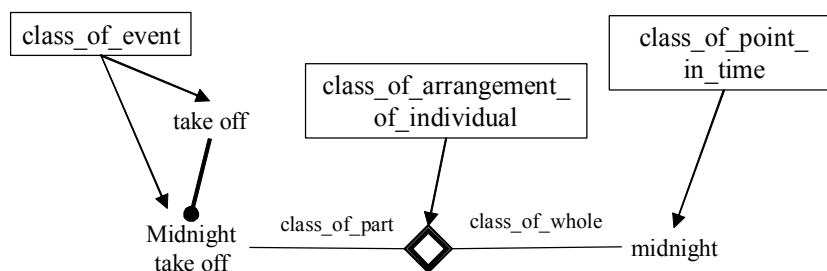 class_of_event
class_of_point_
in_time
class_of_arrangement_
of_individual
take off
Midnight
take off
class_of_part
class_of_whole
midnight